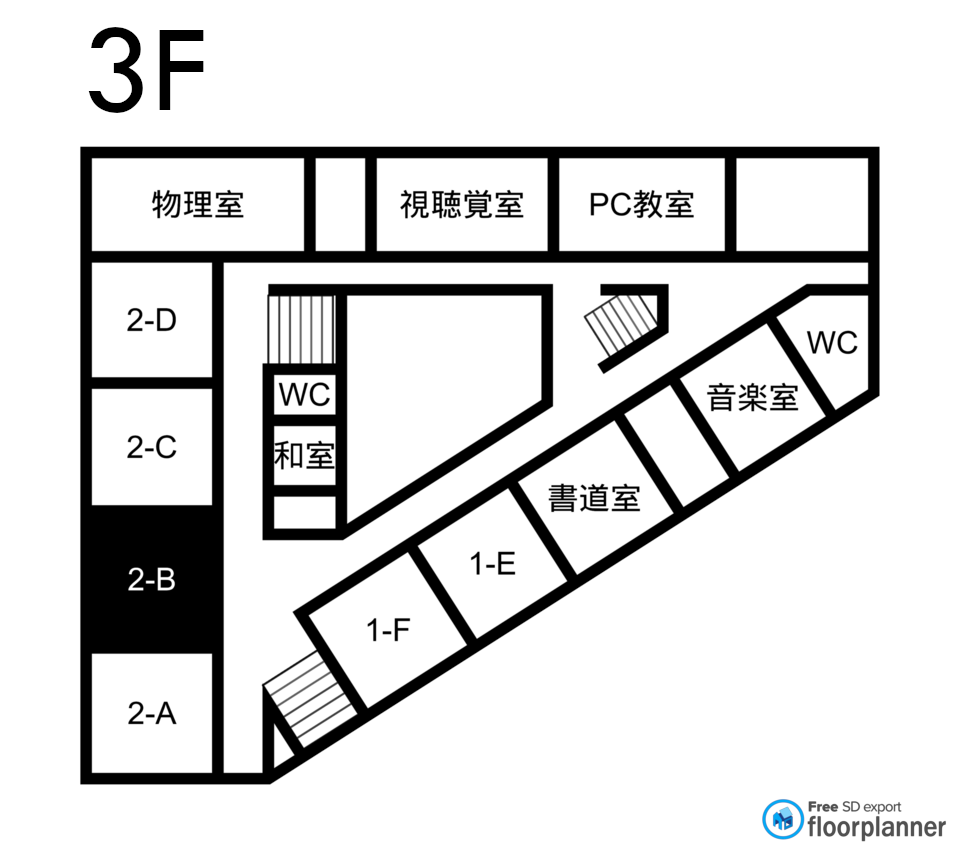 3F
物理室
視聴覚室
PC教室
2-D
WC
WC
音楽室
2-C
和室
書道室
2-B
1-E
1-F
2-A
Free SD export
floorplanner